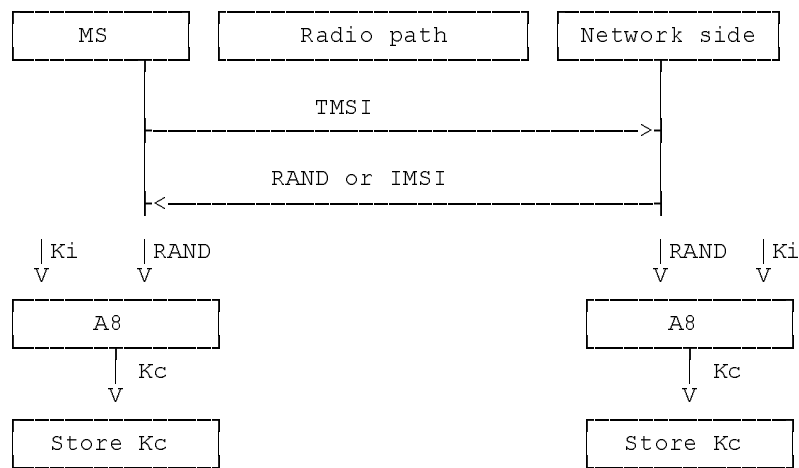 MS Radio path Network side
TMSI
RAND or IMSI
Ki RAND RAND Ki
V V V V
A8 A8
Kc Kc
V V
Store Kc Store Kc